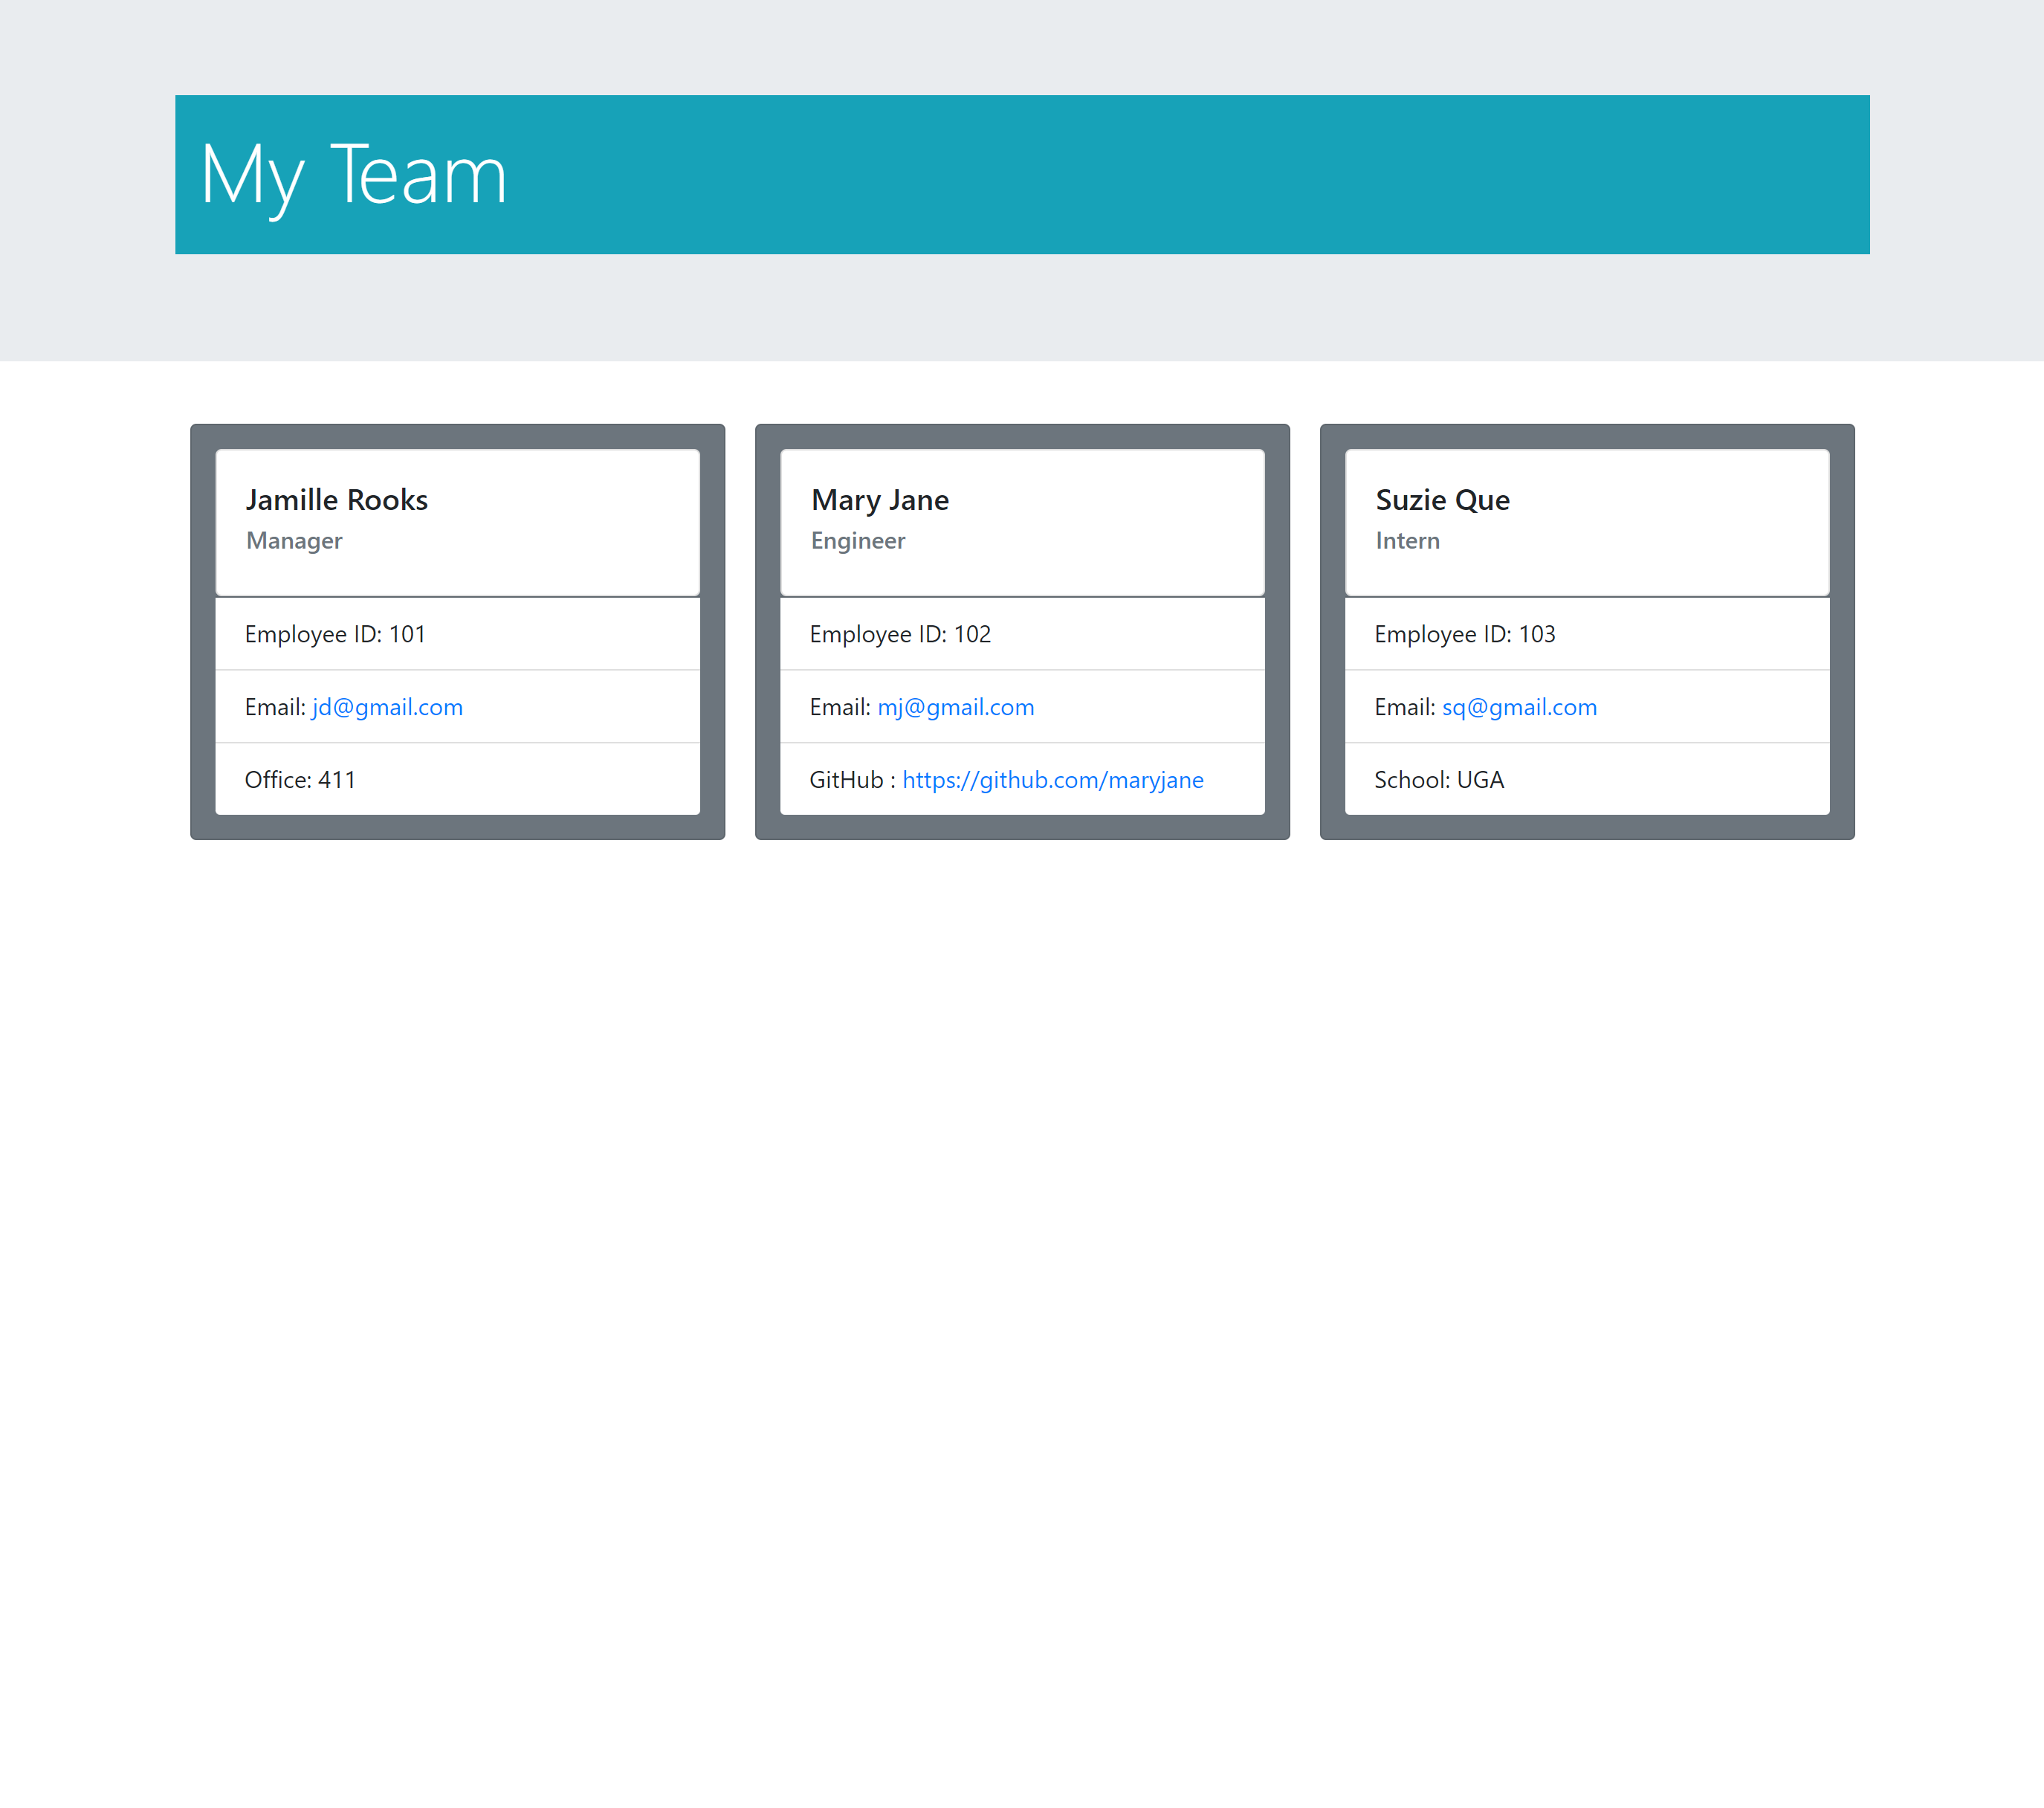 My Team
Jamille Rooks
Manager
Employee ID: 101
Email: jd@gmail.com
Office: 411
Mary Jane
Engineer
Employee ID: 102
Email: mj@gmail.com
GitHub : https://github.com/maryjane
Suzie Que
Intern
Employee ID: 103
Email: sq@gmail.com
School: UGA